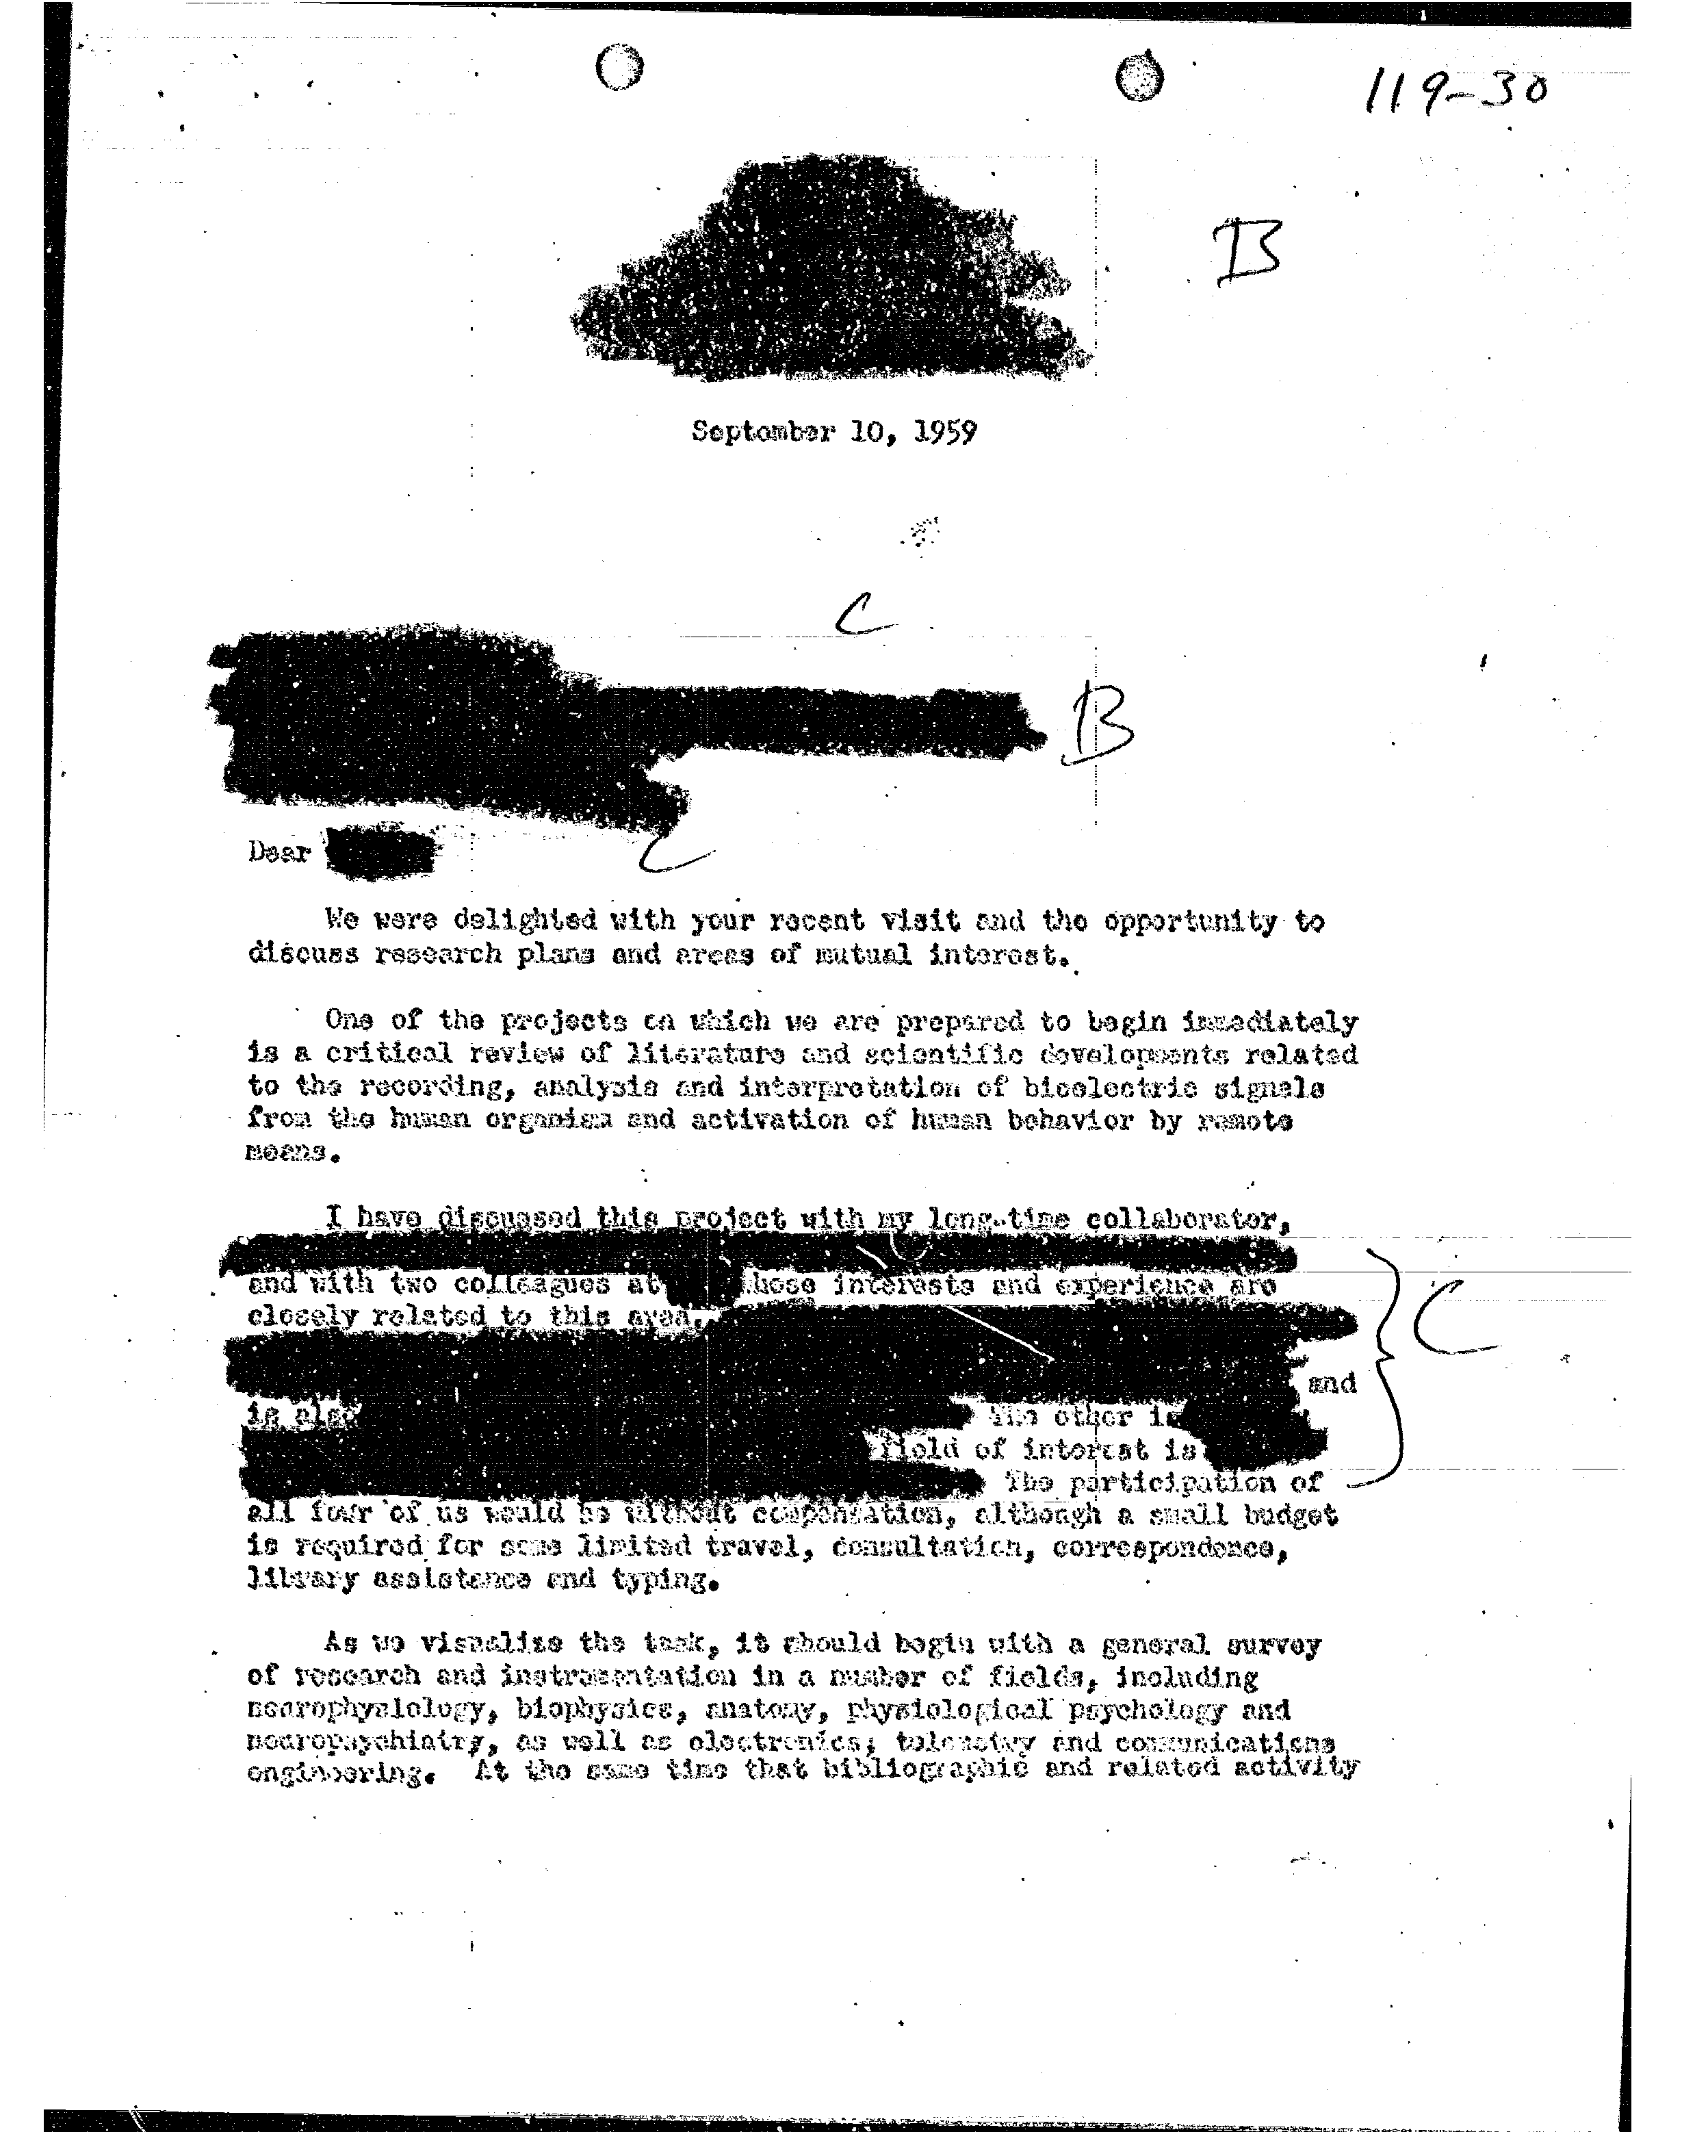 119-30
B
September 10, 1959
C
B
Dear
C
We were delighted with your recent visit and the opportunity to
discuss research plans and areas of mutual interest.
One of the projects on which we are prepared to begin immediately
is a critical review of literature and scientific developments related
to the recording, analysis and interpretation of bioelectric signals
from the human organism and activation of human behavior by remote
means.
I have discussed this project with my long-time collaborator,
and with two colleagues at whose interests and experience are
closely related to this area.
C
and
is also The other is
field of interest is
The participation of
all four of us would be without compensation, although a small budget
is required for some limited travel, consultation, correspondence,
library assistance and typing.
As we visualize the task, it should begin with a general survey
of research and instrumentation in a number of fields, including
neurophysiology, biophysics, anatomy, physiological psychology and
neuropsychiatry, as well as electronics, telemetry and communications
engineering. At the same time that bibliographic and related activity